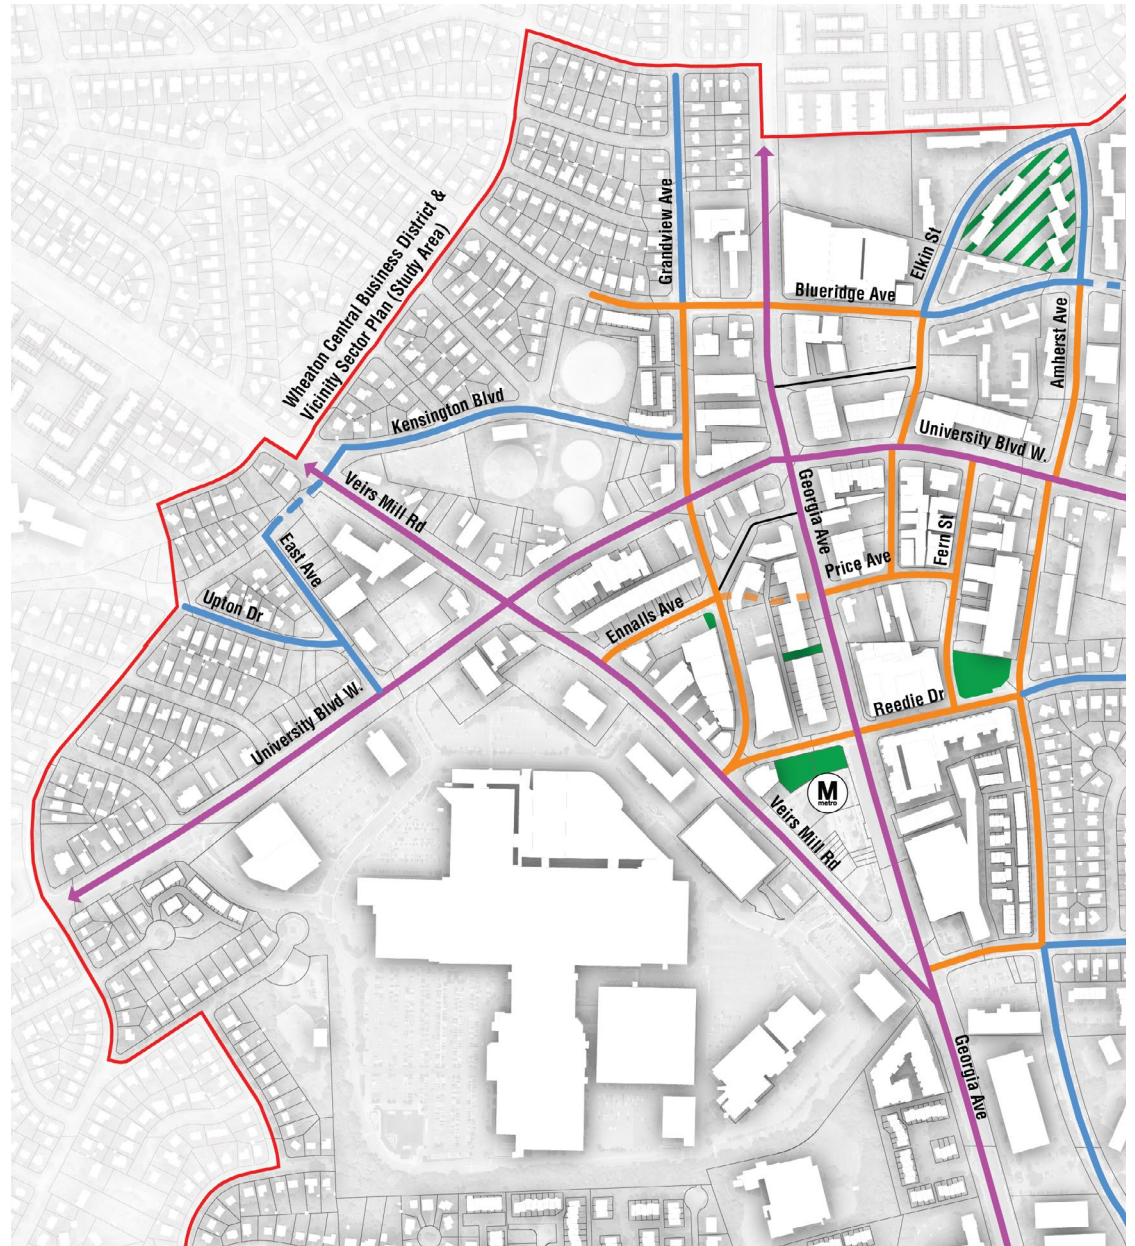 Wheaton Central Business District &
Vicinity Sector Plan (Study Area)
Grandview Ave
Elkin St
Blueridge Ave
Amherst Ave
Kensington Blvd
University Blvd W.
Veirs Mill Rd
Georgia Ave
Fern St
East Ave
Price Ave
Upton Dr
Ennalls Ave
University Blvd W.
Reedie Dr
M
metro
Veirs Mill Rd
Georgia Ave